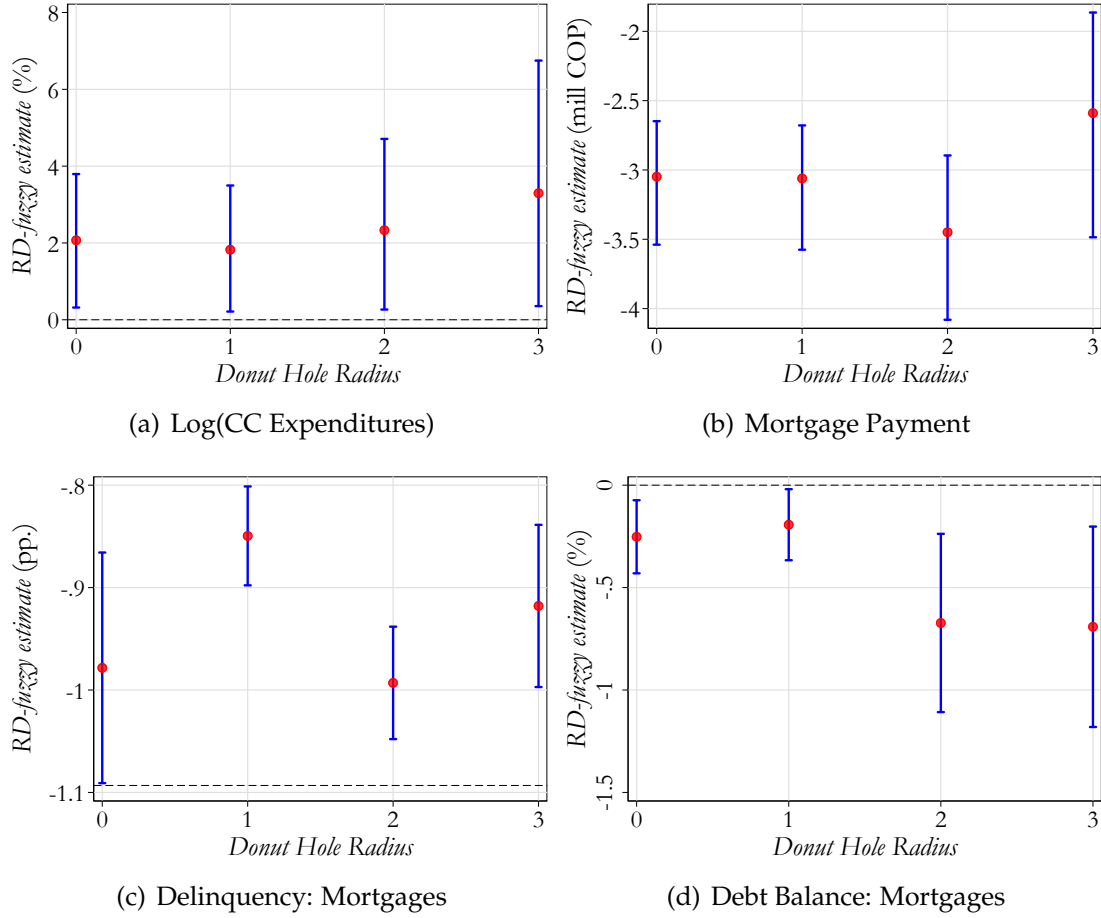 RD-fuzzy estimate (%)
8
6
4
2
0
0 1 2 3
Donut Hole Radius
(a) Log(CC Expenditures)
RD-fuzzy estimate (mill COP)
-2
-2.5
-3
-3.5
-4
0 1 2 3
Donut Hole Radius
(b) Mortgage Payment
RD-fuzzy estimate (pp.)
-.8
-.9
-1
-1.1
0 1 2 3
Donut Hole Radius
(c) Delinquency: Mortgages
RD-fuzzy estimate (%)
0
-.5
-1
-1.5
0 1 2 3
Donut Hole Radius
(d) Debt Balance: Mortgages